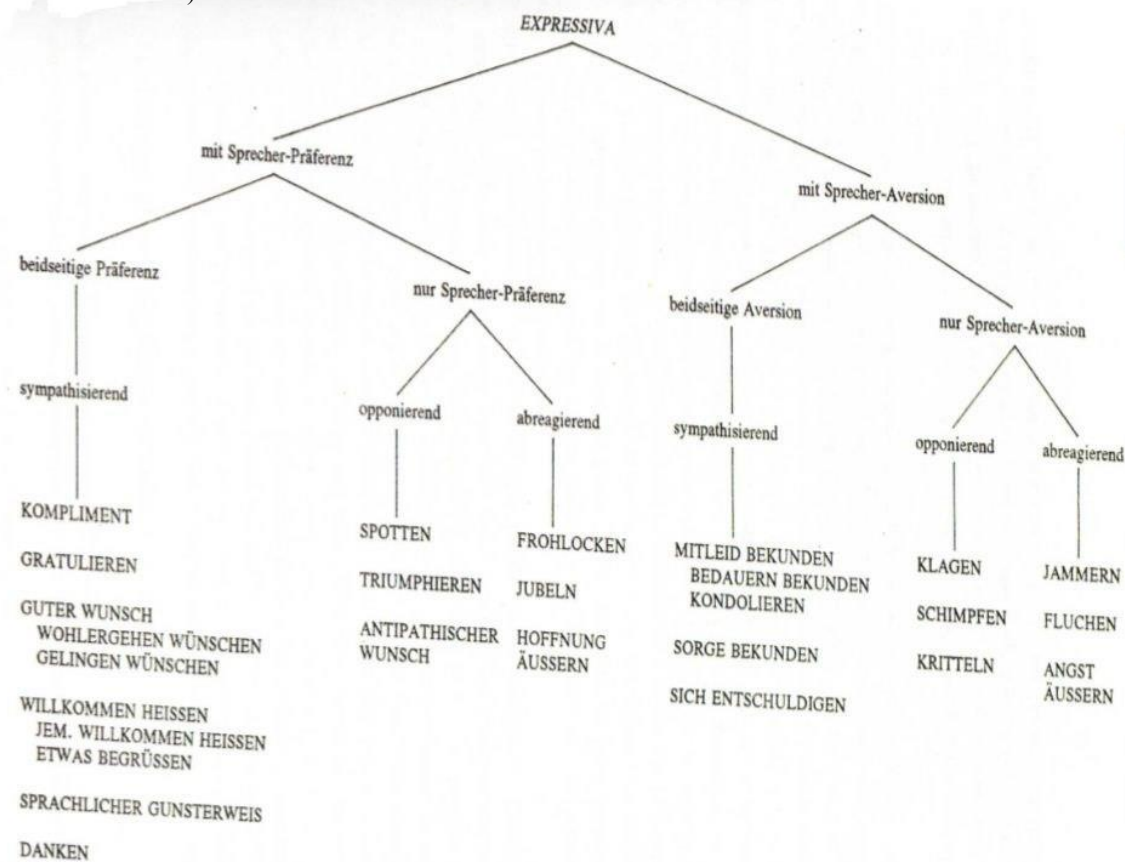 EXPRESSIVA
mit Sprecher-Präferenz
mit Sprecher-Aversion
beidseitige Präferenz
nur Sprecher-Präferenz
beidseitige Aversion
nur Sprecher-Aversion
sympathisierend
opponierend
abreagierend
sympathisierend
opponierend
abreagierend
KOMPLIMENT
GRATULIEREN
GUTER WUNSCH
WOHLERGEHEN WÜNSCHEN
GELINGEN WÜNSCHEN
WILLKOMMEN HEISSEN
JEM. WILLKOMMEN HEISSEN
ETWAS BEGRÜSSEN
SPRACHLICHER GUNSTERWEIS
DANKEN
SPOTTEN
TRIUMPHIEREN
ANTIPATHISCHER
WUNSCH
FROHLOCKEN
JUBELN
HOFFNUNG
ÄUSSERN
MITLEID BEKUNDEN
BEDAUERN BEKUNDEN
KONDOLIEREN
SORGE BEKUNDEN
SICH ENTSCHULDIGEN
KLAGEN
SCHIMPFEN
KRITTELN
JAMMERN
FLUCHEN
ANGST
ÄUSSERN